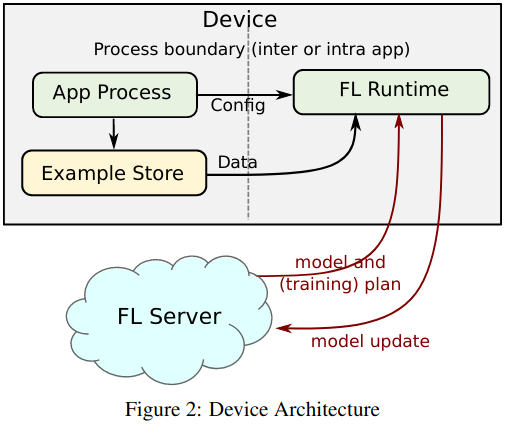 Device
Process boundary (inter or intra app)
App Process
FL Runtime
Config
Example Store
Data
model and
(training) plan
FL Server
model update
Figure 2: Device Architecture